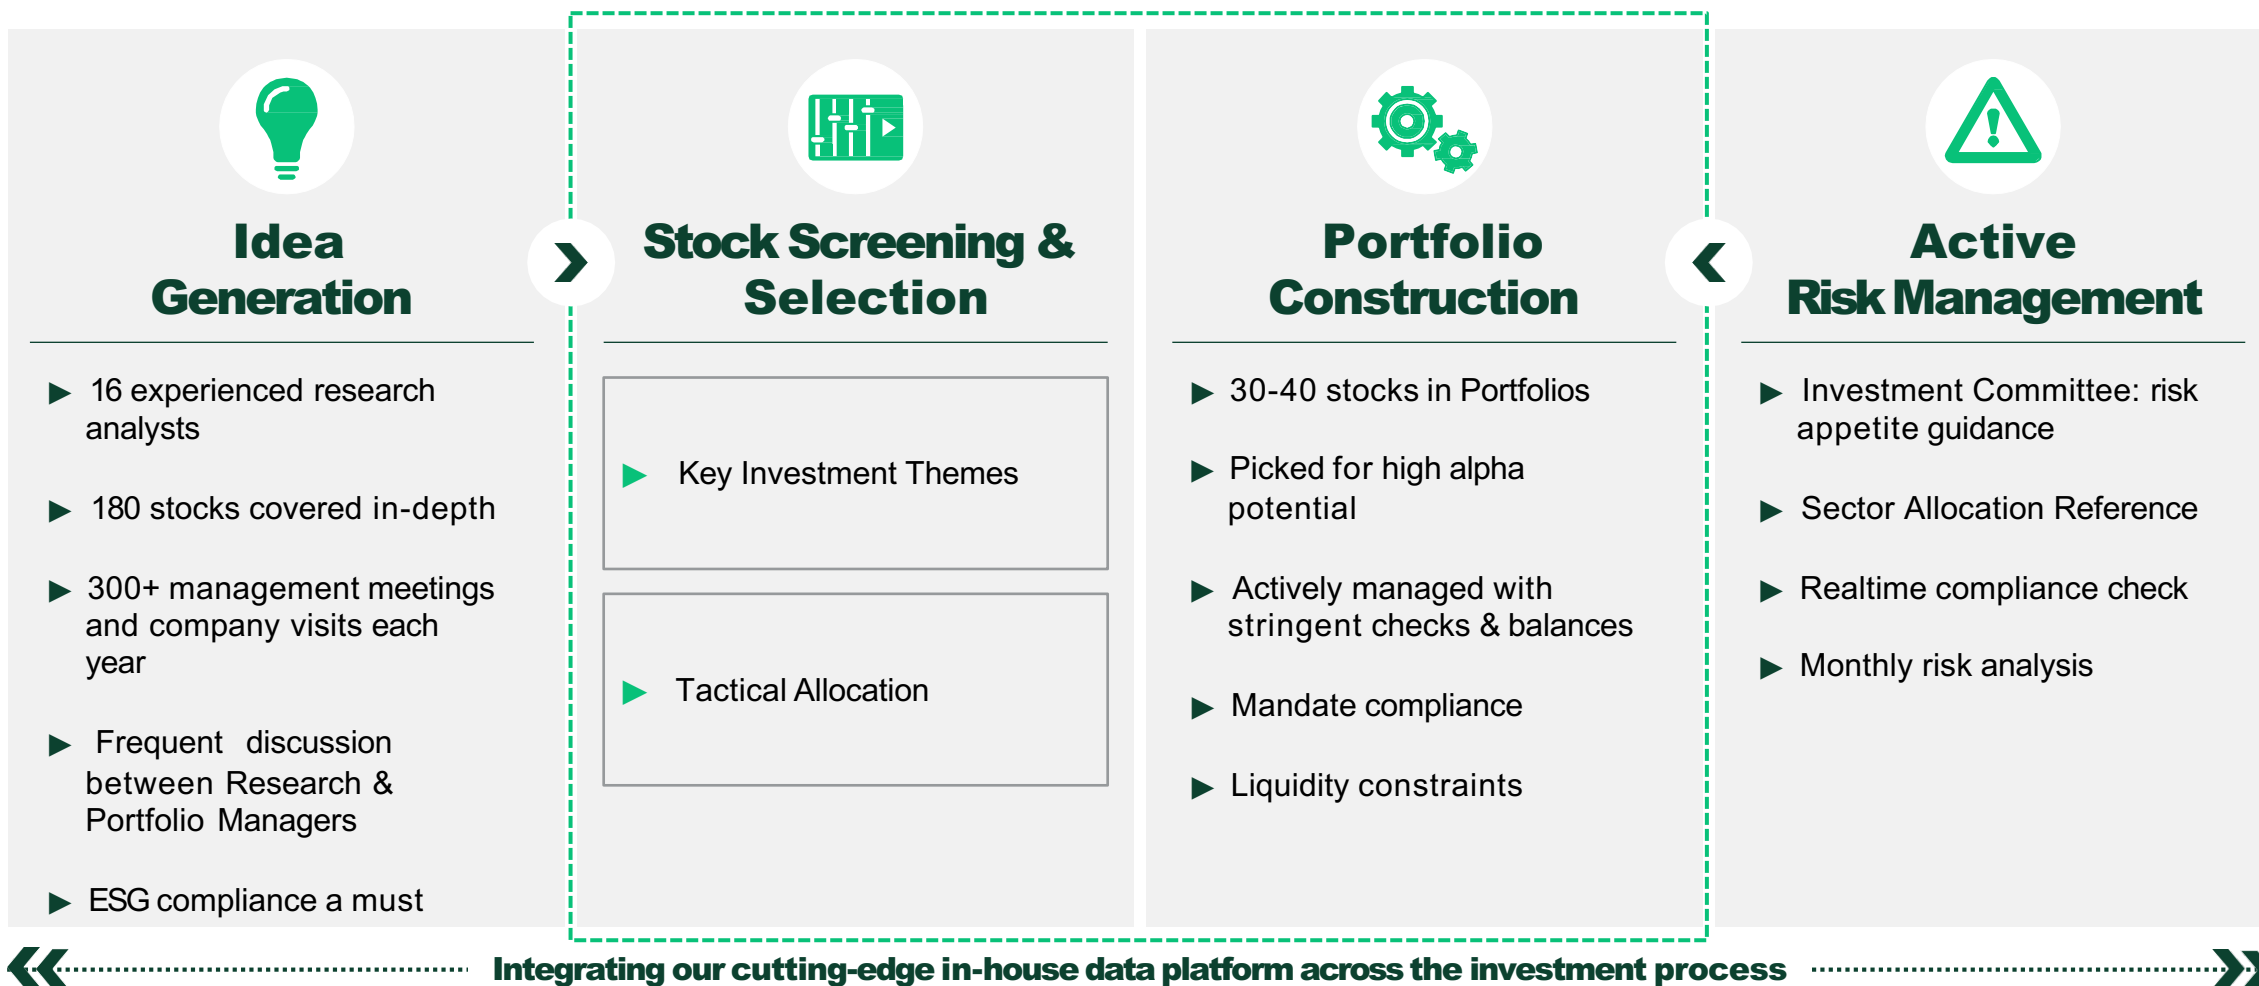 Idea
Generation
16 experienced research
analysts
180 stocks covered in-depth
300+ management meetings
and company visits each
year
Frequent discussion
between Research &
Portfolio Managers
ESG compliance a must
Stock Screening &
Selection
Key Investment Themes
Tactical Allocation
Portfolio
Construction
30-40 stocks in Portfolios
Picked for high alpha
potential
Actively managed with
stringent checks & balances
Mandate compliance
Liquidity constraints
Active
Risk Management
Investment Committee: risk
appetite guidance
Sector Allocation Reference
Realtime compliance check
Monthly risk analysis
Integrating our cutting-edge in-house data platform across the investment process